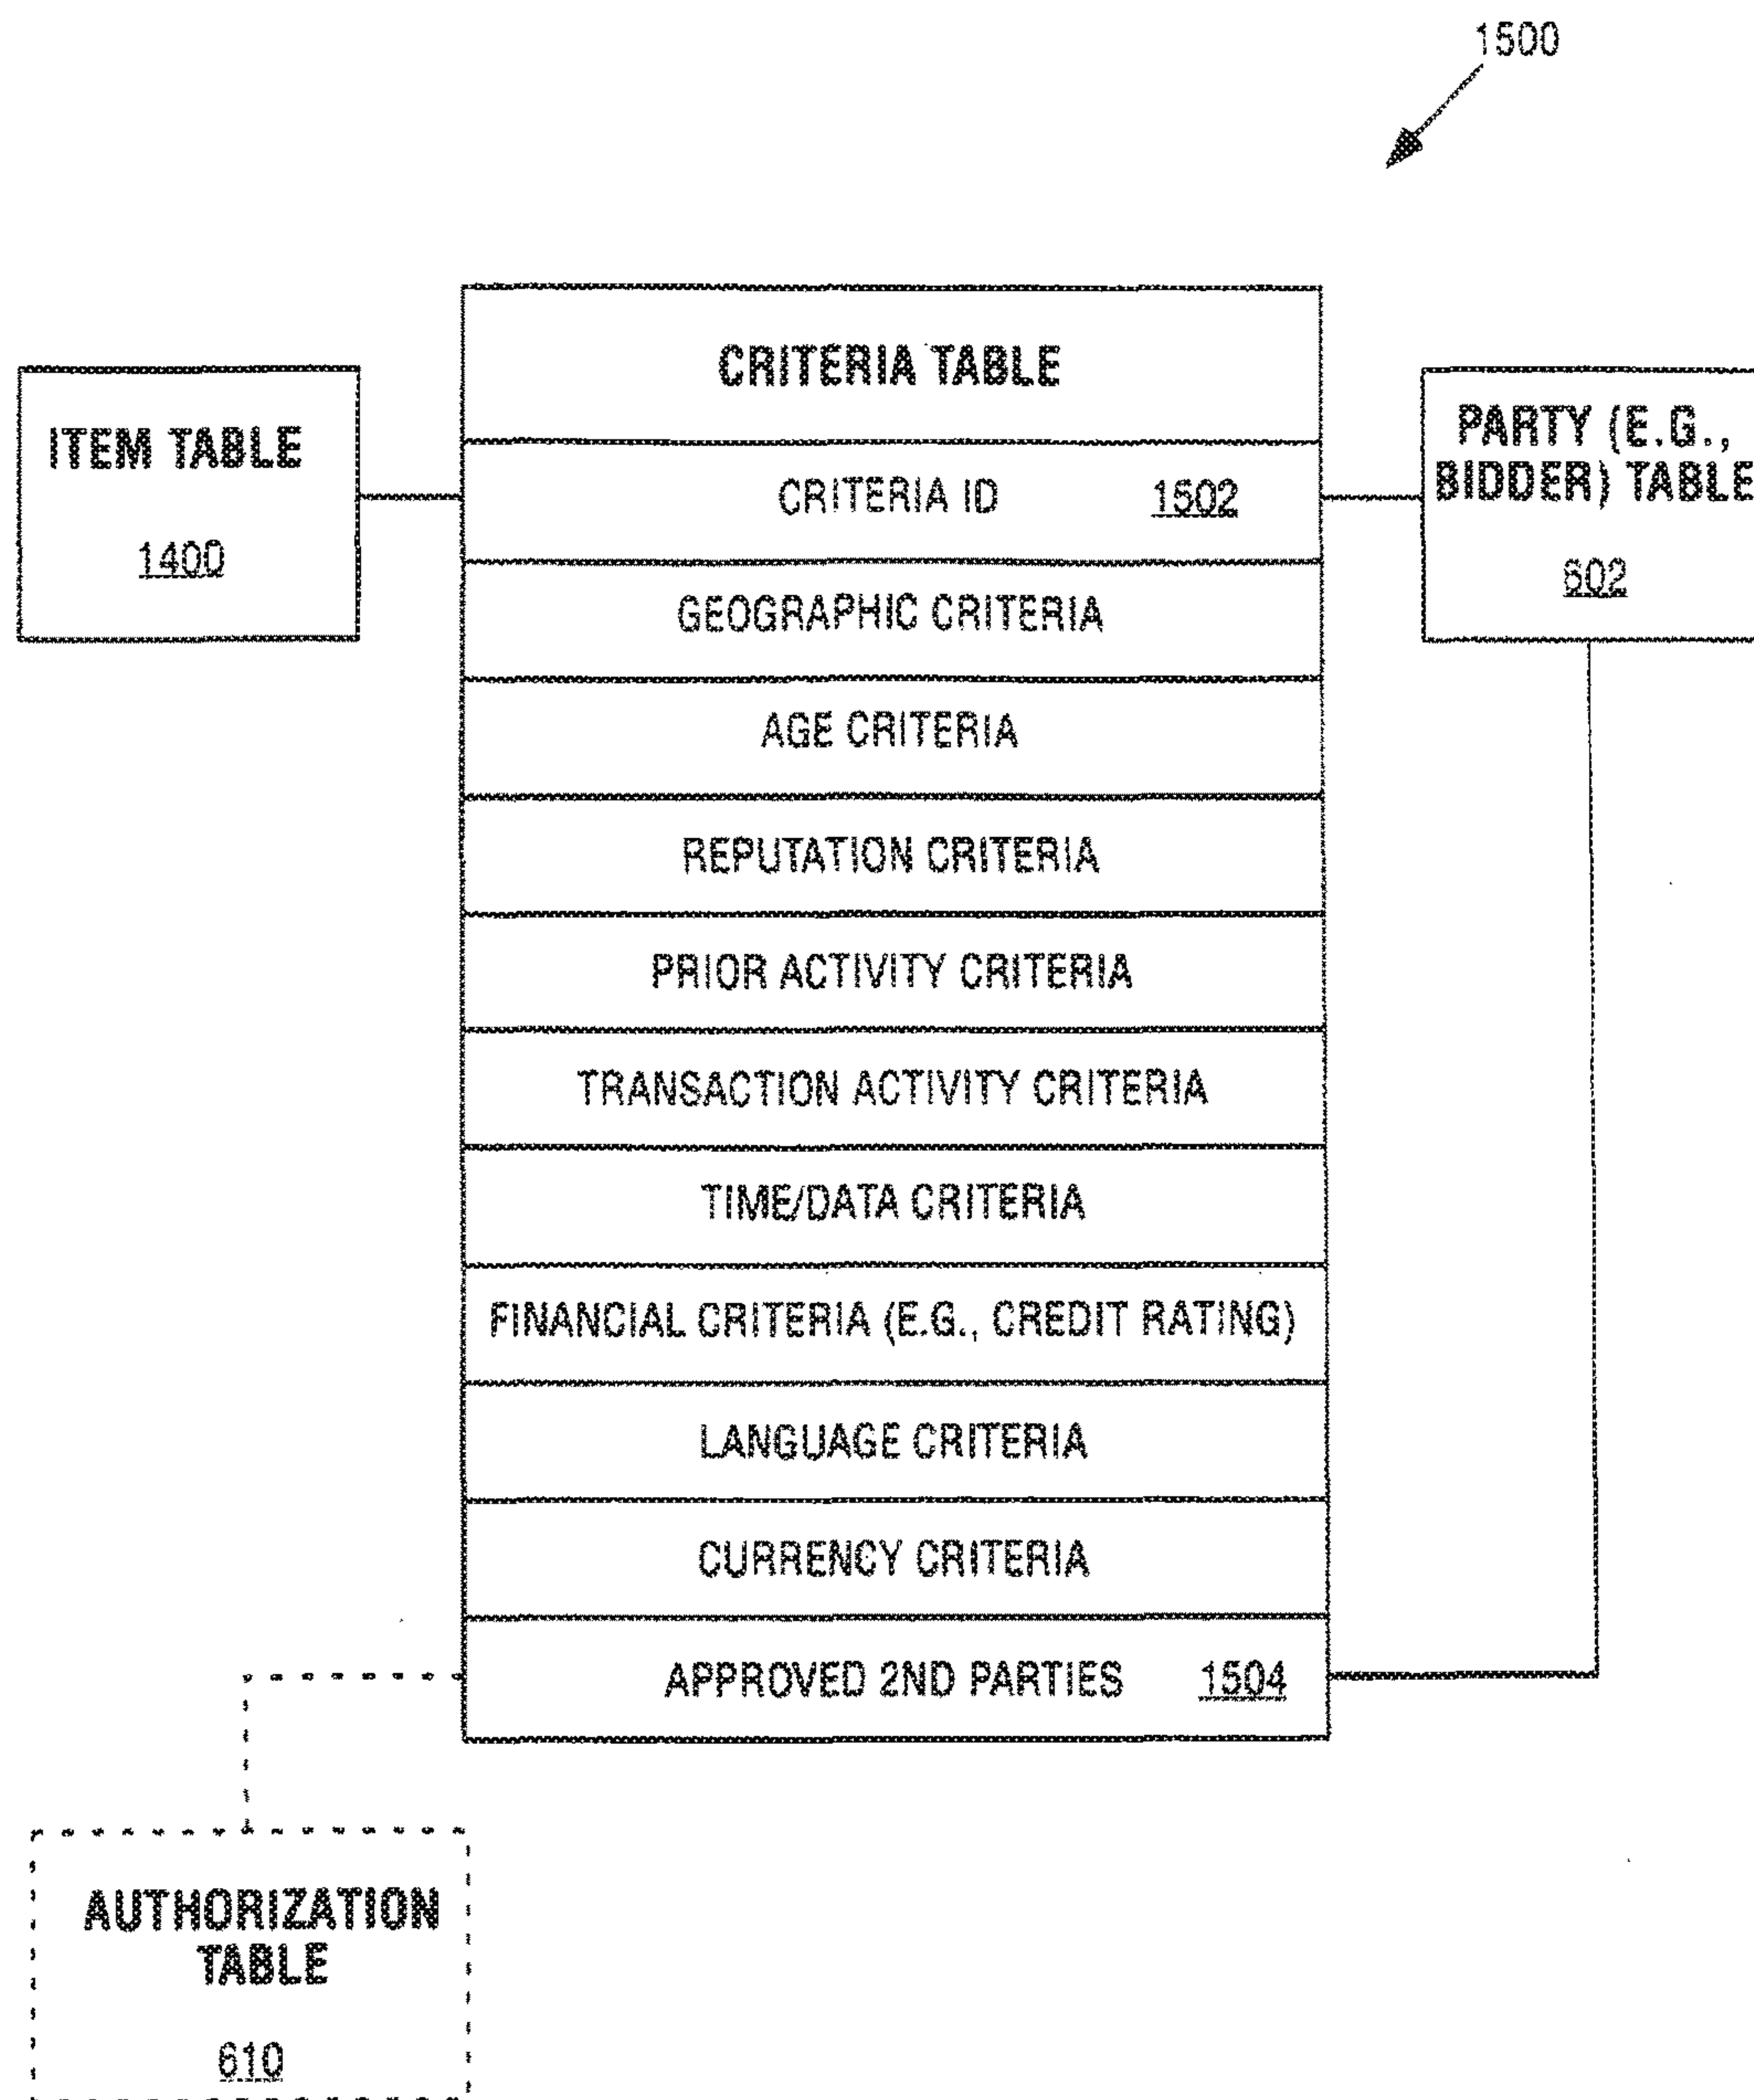 1500
CRITERIA TABLE
ITEM TABLE
1400
CRITERIA ID 1502
PARTY (E.G.,
BIDDER) TABLE
602
GEOGRAPHIC CRITERIA
AGE CRITERIA
REPUTATION CRITERIA
PRIOR ACTIVITY CRITERIA
TRANSACTION ACTIVITY CRITERIA
TIME/DATA CRITERIA
FINANCIAL CRITERIA (E.G., CREDIT RATING)
LANGUAGE CRITERIA
CURRENCY CRITERIA
APPROVED 2ND PARTIES 1504
AUTHORIZATION
TABLE
610